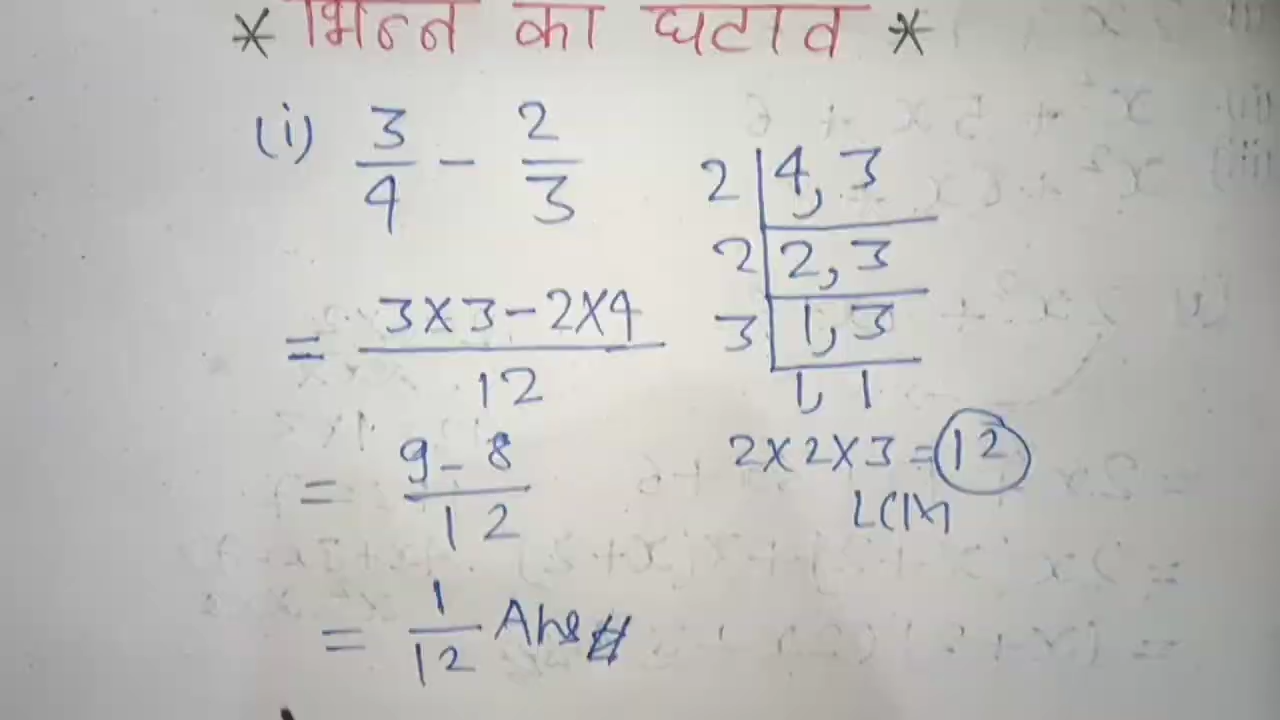 * भिन्न का घटाव *
(i) 3/4 - 2/3
= 3×3-2×4/12
= 9-8/12
= 1/12 Ans
2 | 4, 3
2 | 2, 3
3 | 1, 3
1, 1
2×2×3 = 12
LCM